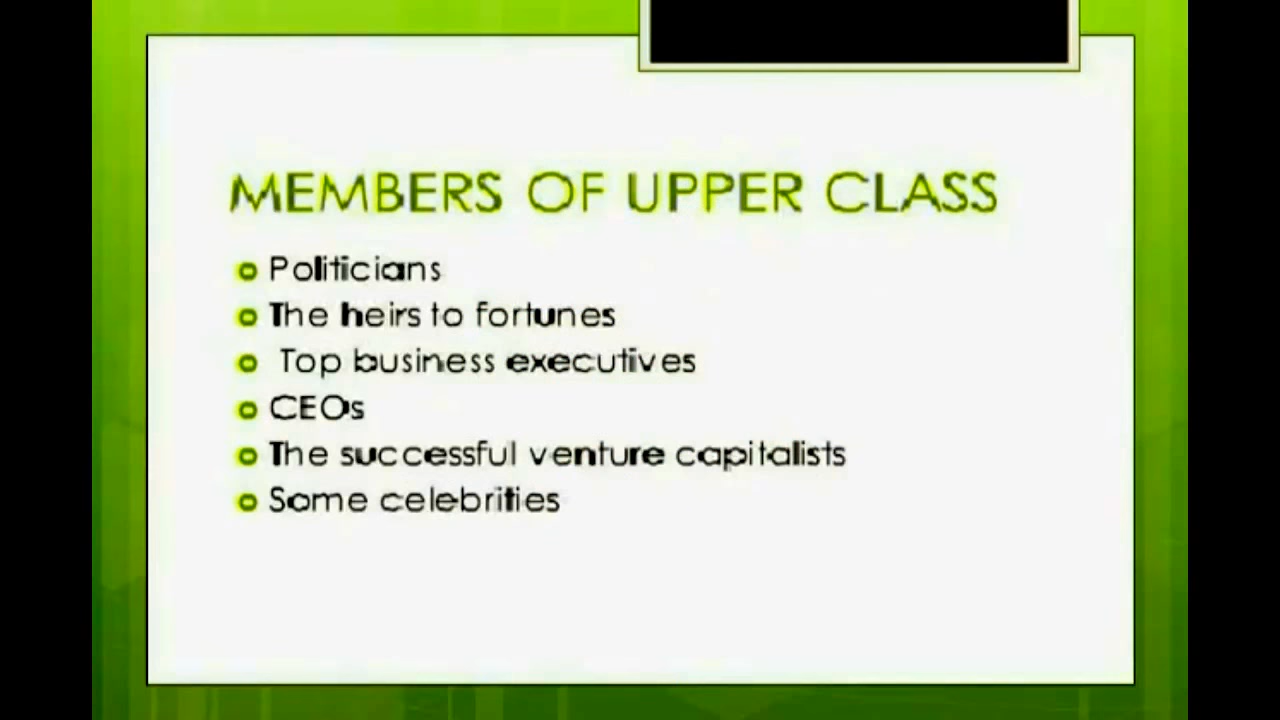 MEMBERS OF UPPER CLASS
Politicians
The heirs to fortunes
Top business executives
CEOs
The successful venture capitalists
Some celebrities